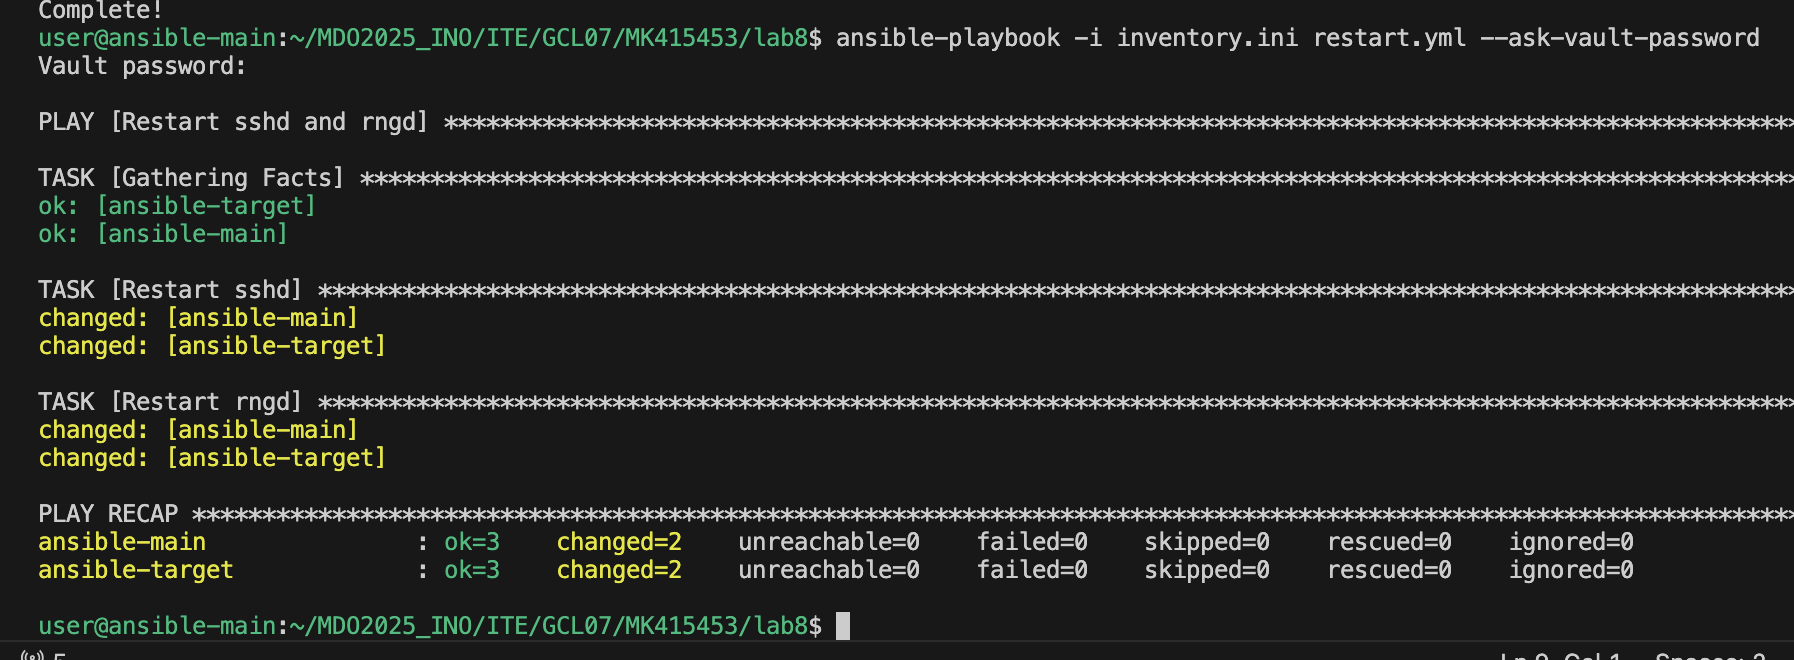 Complete!
user@ansible-main:~/MDO2025_INO/ITE/GCL07/MK415453/lab8$ ansible-playbook -i inventory.ini restart.yml --ask-vault-password
Vault password:
PLAY [Restart sshd and rngd] *************************************************************************************************
TASK [Gathering Facts] *******************************************************************************************************
ok: [ansible-target]
ok: [ansible-main]
TASK [Restart sshd] **********************************************************************************************************
changed: [ansible-main]
changed: [ansible-target]
TASK [Restart rngd] **********************************************************************************************************
changed: [ansible-main]
changed: [ansible-target]
PLAY RECAP *******************************************************************************************************************
ansible-main               : ok=3    changed=2    unreachable=0    failed=0    skipped=0    rescued=0    ignored=0
ansible-target             : ok=3    changed=2    unreachable=0    failed=0    skipped=0    rescued=0    ignored=0
user@ansible-main:~/MDO2025_INO/ITE/GCL07/MK415453/lab8$